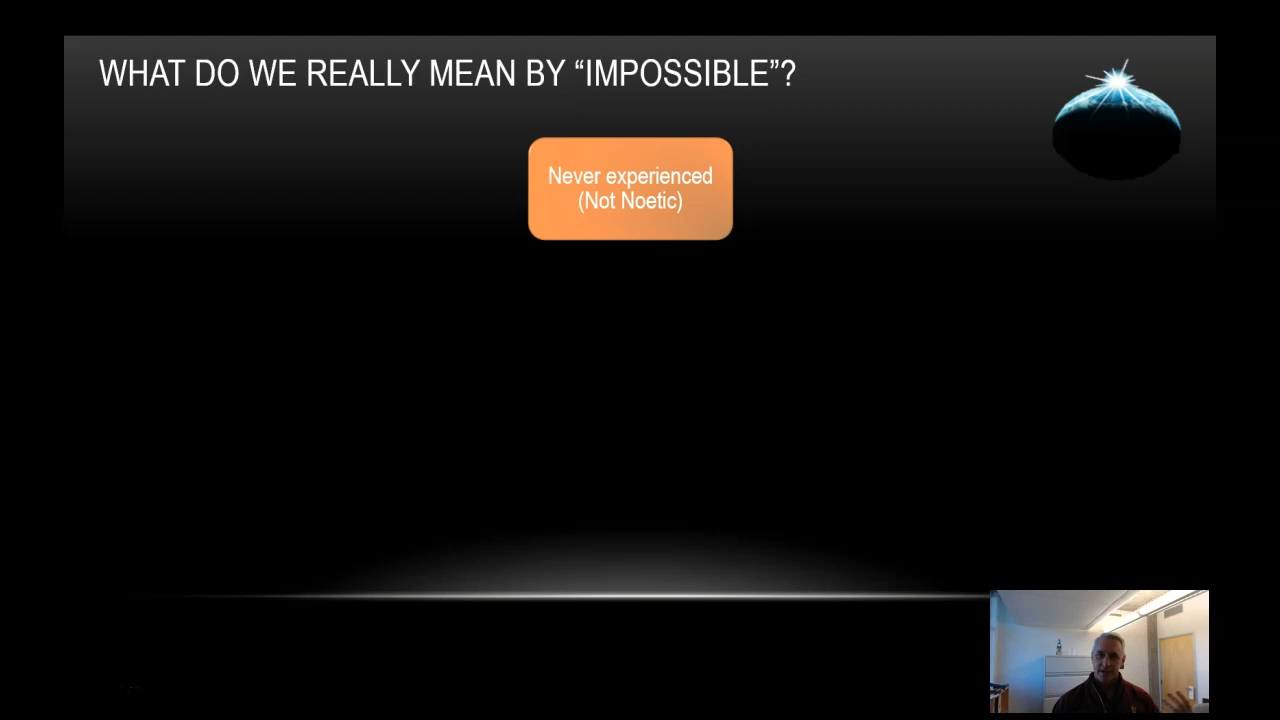 WHAT DO WE REALLY MEAN BY “IMPOSSIBLE”?
Never experienced
(Not Noetic)